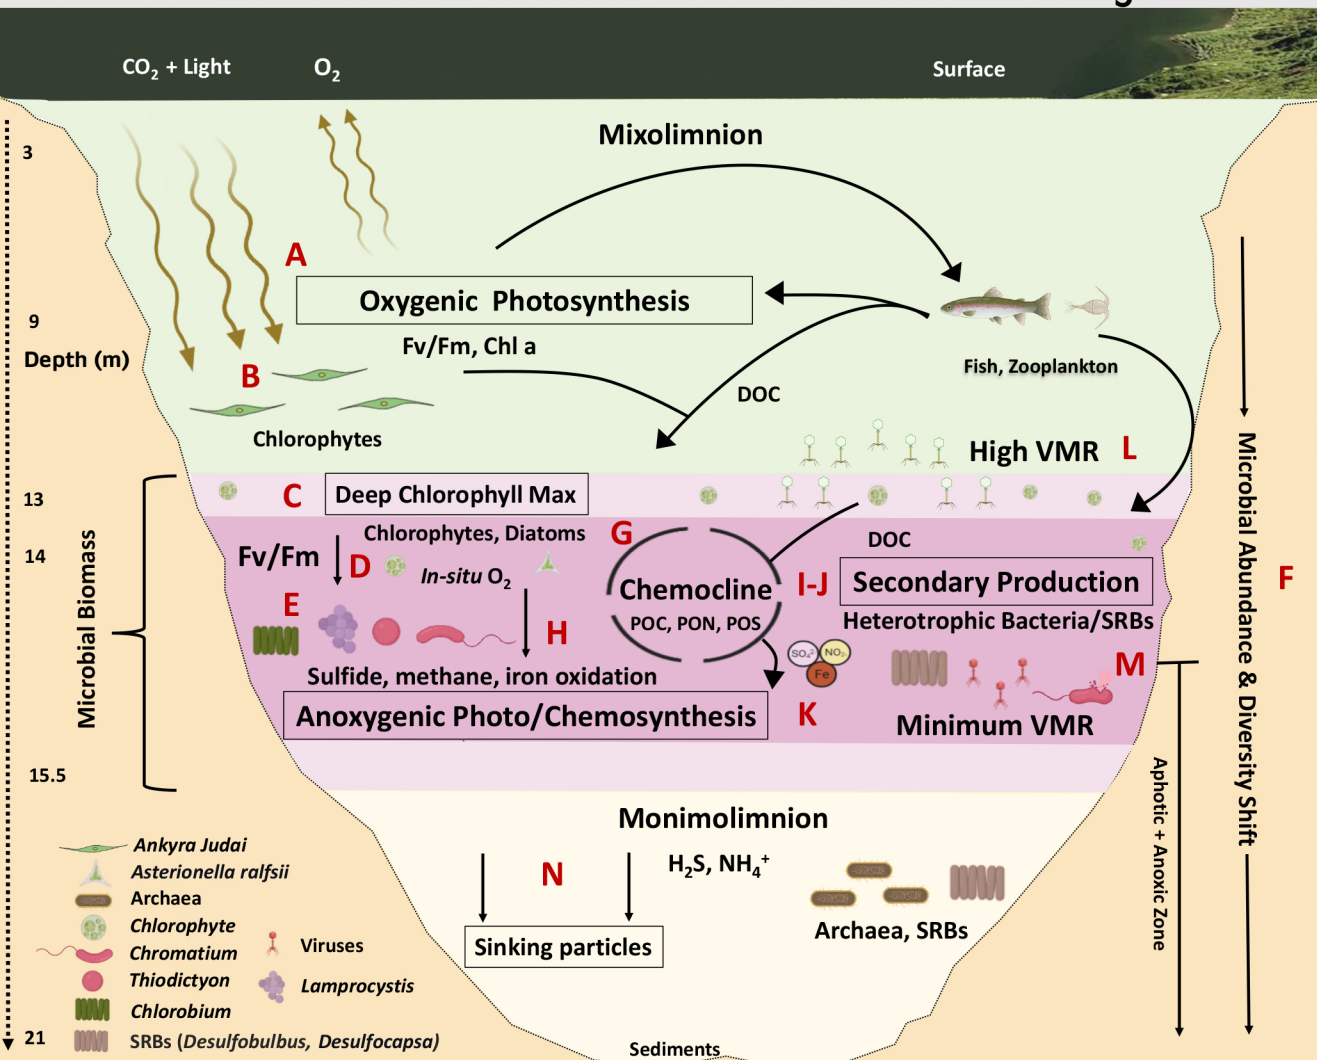 CO2 + Light
O2
Surface
Mixolimnion
3
A
Oxygenic Photosynthesis
9
Fv/Fm, Chl a
Depth (m)
B
Fish, Zooplankton
DOC
Chlorophytes
High VMR
L
13
C
Deep Chlorophyll Max
Chlorophytes, Diatoms
G
DOC
14
Fv/Fm
D
In-situ O2
Chemocline
POC, PON, POS
I-J
Secondary Production
Heterotrophic Bacteria/SRBs
F
E
H
SO4²⁻
NO2-
Fe
M
Sulfide, methane, iron oxidation
Anoxygenic Photo/Chemosynthesis
K
Minimum VMR
Microbial Biomass
Microbial Abundance & Diversity Shift
Aphotic + Anoxic Zone
15.5
Monimolimnion
N
H2S, NH4+
Sinking particles
Archaea, SRBs
Ankyra Judai
Asterionella ralfsii
Archaea
Chlorophyte
Chromatium
Viruses
Thiodictyon
Lamprocystis
Chlorobium
21
SRBs (Desulfobulbus, Desulfocapsa)
Sediments